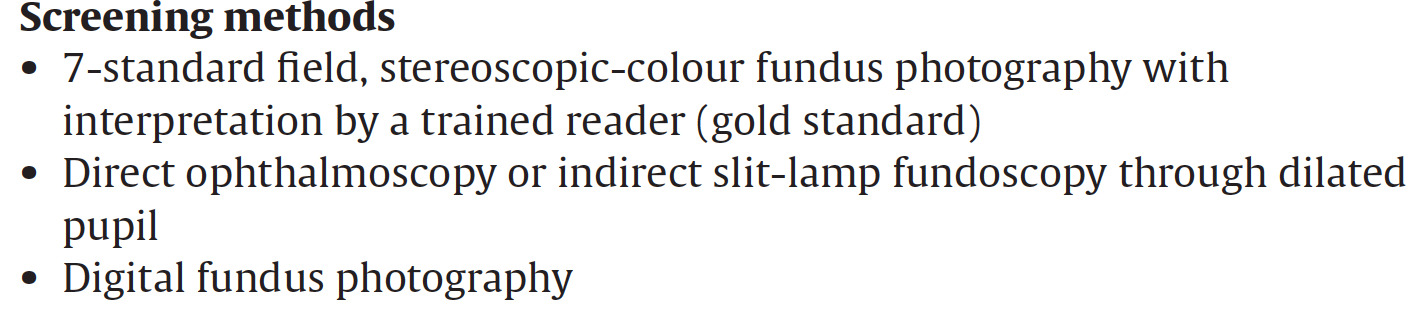 Screening methods
• 7-standard field, stereoscopic-colour fundus photography with
interpretation by a trained reader (gold standard)
• Direct ophthalmoscopy or indirect slit-lamp fundoscopy through dilated
pupil
• Digital fundus photography